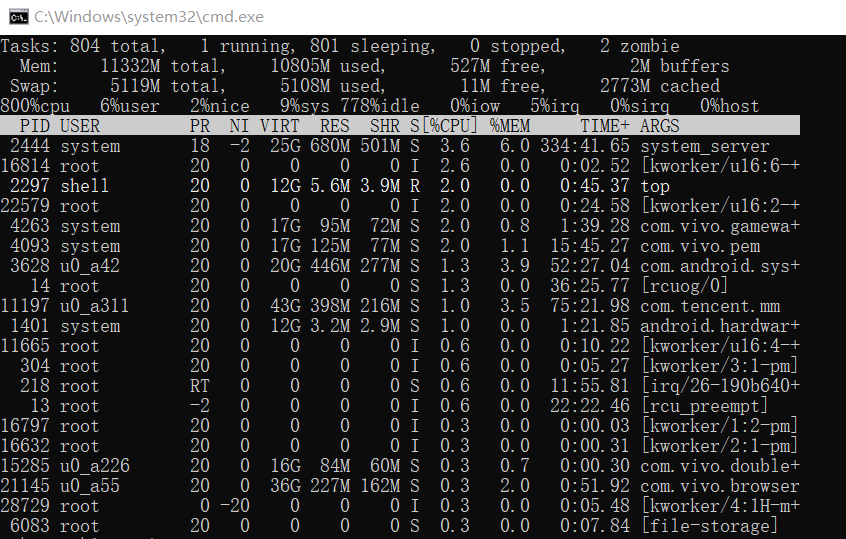 C:\Windows\system32\cmd.exe
Tasks: 804 total,   1 running, 801 sleeping,   0 stopped,   2 zombie
  Mem:    11332M total,    10805M used,      527M free,        2M buffers
 Swap:     5119M total,     5108M used,       11M free,     2773M cached
800%cpu   6%user   2%nice   9%sys 778%idle   0%iow   5%irq   0%sirq   0%host
  PID USER         PR  NI VIRT  RES  SHR S[%CPU] %MEM     TIME+ ARGS
 2444 system       18  -2  25G 680M 501M S  3.6   6.0 334:41.65 system_server
16814 root         20   0    0    0    0 I  2.6   0.0   0:02.52 [kworker/u16:6-+
 2297 shell        20   0  12G 5.6M 3.9M R  2.0   0.0   0:45.37 top
22579 root         20   0    0    0    0 I  2.0   0.0   0:24.58 [kworker/u16:2-+
 4263 system       20   0  17G  95M  72M S  2.0   0.8   1:39.28 com.vivo.gamewa+
 4093 system       20   0  17G 125M  77M S  2.0   1.1  15:45.27 com.vivo.pem
 3628 u0_a42       20   0  20G 446M 277M S  1.3   3.9  52:27.04 com.android.sys+
   14 root         20   0    0    0    0 S  1.3   0.0  36:25.77 [rcuog/0]
11197 u0_a311      20   0  43G 398M 216M S  1.0   3.5  75:21.98 com.tencent.mm
 1401 system       20   0  12G 3.2M 2.9M S  1.0   0.0   1:21.85 android.hardwar+
11665 root         20   0    0    0    0 I  0.6   0.0   0:10.22 [kworker/u16:4-+
  304 root         20   0    0    0    0 I  0.6   0.0   0:05.27 [kworker/3:1-pm]
  218 root         RT   0    0    0    0 S  0.6   0.0  11:55.81 [irq/26-190b640+
   13 root         -2   0    0    0    0 I  0.6   0.0  22:22.46 [rcu_preempt]
16797 root         20   0    0    0    0 I  0.3   0.0   0:00.03 [kworker/1:2-pm]
16632 root         20   0    0    0    0 I  0.3   0.0   0:00.31 [kworker/2:1-pm]
15285 u0_a226      20   0  16G  84M  60M S  0.3   0.7   0:00.30 com.vivo.double+
21145 u0_a55       20   0  36G 227M 162M S  0.3   2.0   0:51.92 com.vivo.browser
28729 root          0 -20    0    0    0 I  0.3   0.0   0:05.48 [kworker/4:1H-m+
 6083 root         20   0    0    0    0 S  0.3   0.0   0:07.84 [file-storage]